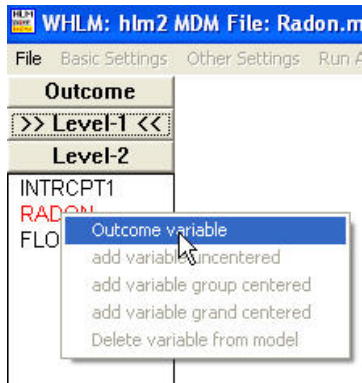 WHLM: hlm2 MDM File: Radon.m
File Basic Settings Other Settings Run A
Outcome
>> Level-1 <<
Level-2
INTRCPT1
RADON
FLO
Outcome variable
add variable uncentered
add variable group centered
add variable grand centered
Delete variable from model